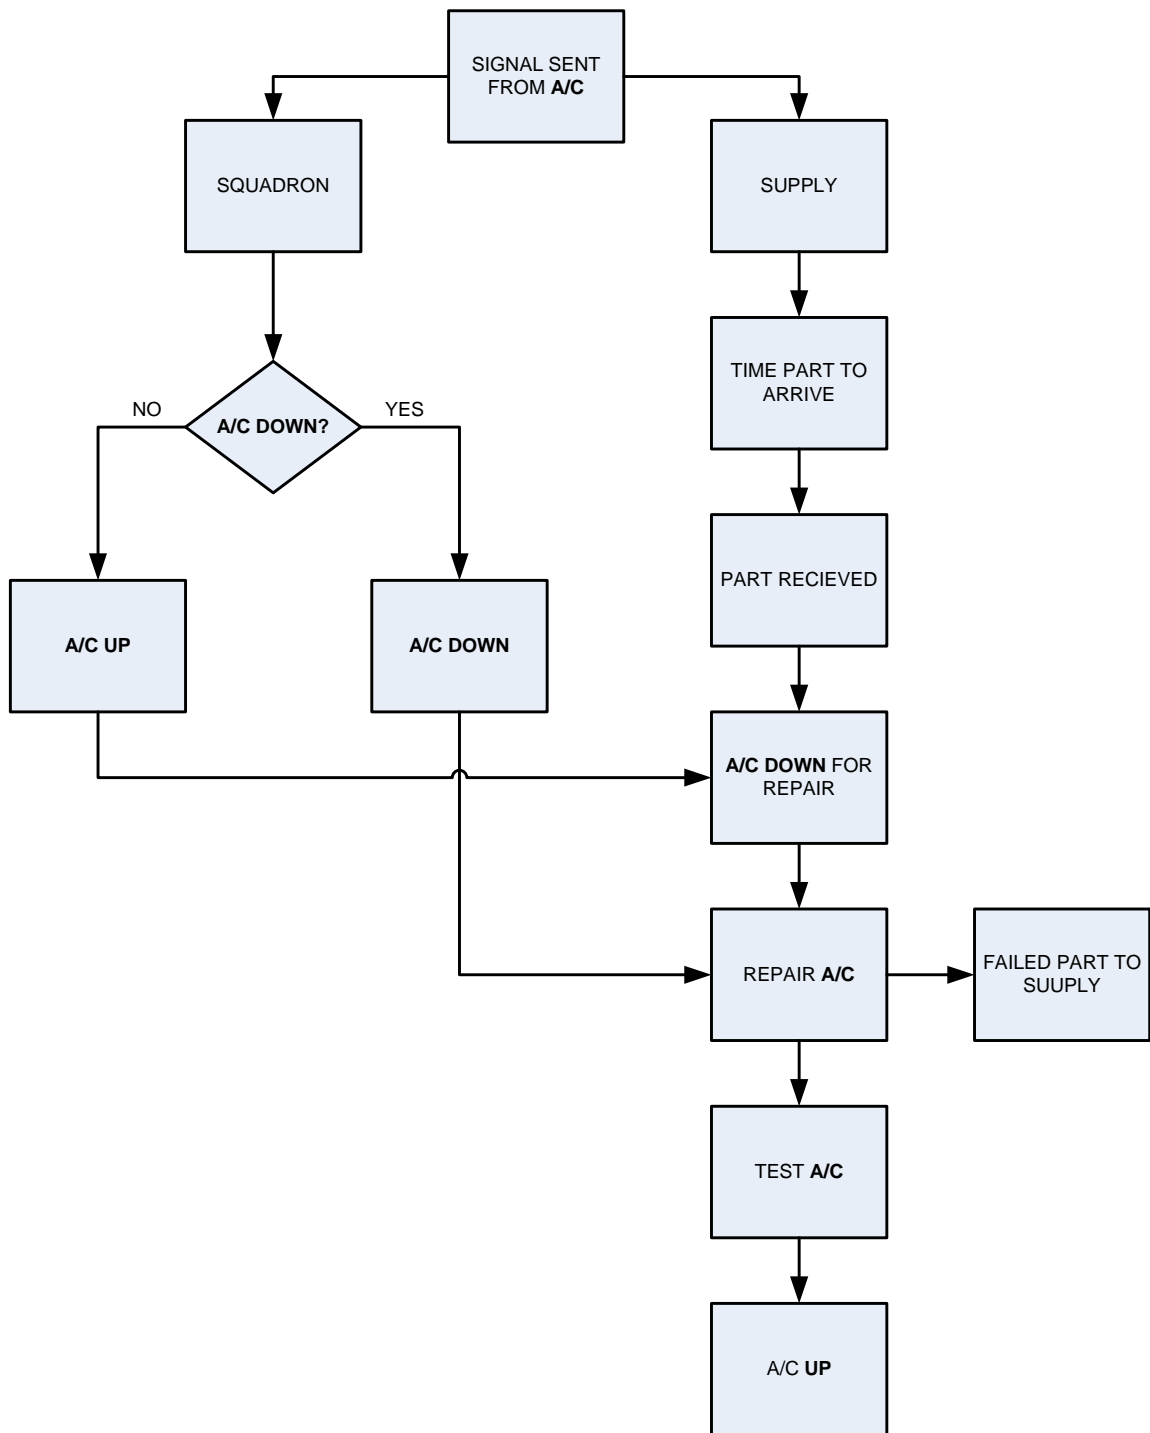 SIGNAL SENT
FROM A/C
SQUADRON
SUPPLY
TIME PART TO
ARRIVE
NO
YES
A/C DOWN?
PART RECIEVED
A/C UP
A/C DOWN
A/C DOWN FOR
REPAIR
REPAIR A/C
FAILED PART TO
SUUPLY
TEST A/C
A/C UP